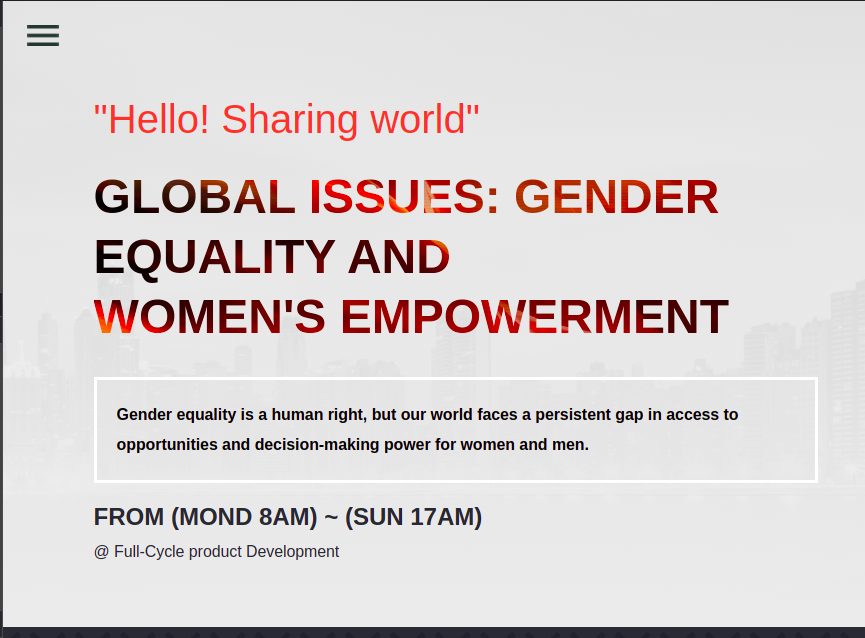 "Hello! Sharing world"
GLOBAL ISSUES: GENDER
EQUALITY AND
WOMEN'S EMPOWERMENT
Gender equality is a human right, but our world faces a persistent gap in access to
opportunities and decision-making power for women and men.
FROM (MOND 8AM) ~ (SUN 17AM)
@ Full-Cycle product Development